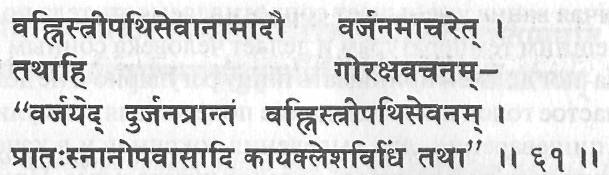 वह्निस्त्रीपथिसेवानामादौ वर्जनमाचरेत् ।
तथाहि गोरक्षवचनम्—
“वर्जयेद् दुर्जनप्रान्तं वह्निस्त्रीपथिसेवनम् ।
प्रातःस्नानोपवासादि कायक्लेशविधिं तथा” ।। ६१ ।।